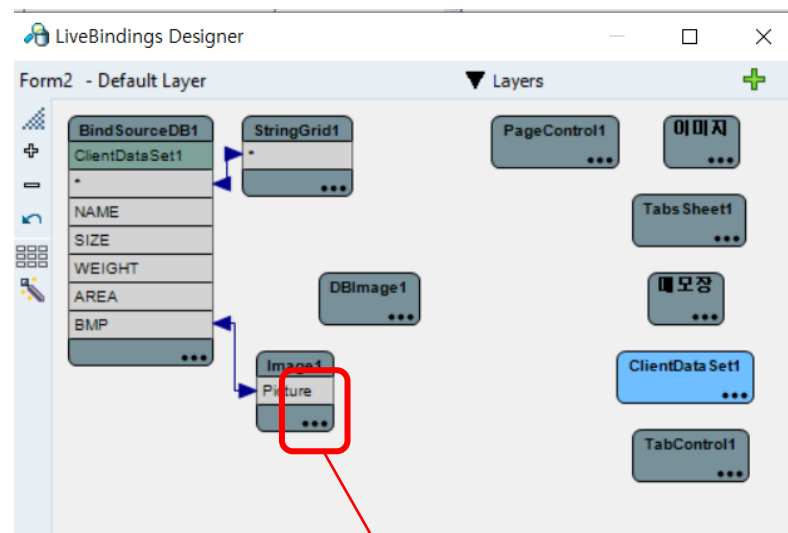 LiveBindings Designer
Form2 - Default Layer
Layers
BindSourceDB1
ClientDataSet1
*
NAME
SIZE
WEIGHT
AREA
BMP
StringGrid1
*
PageControl1
이미지
TabsSheet1
DBImage1
메모장
Image1
Picture
ClientDataSet1
TabControl1